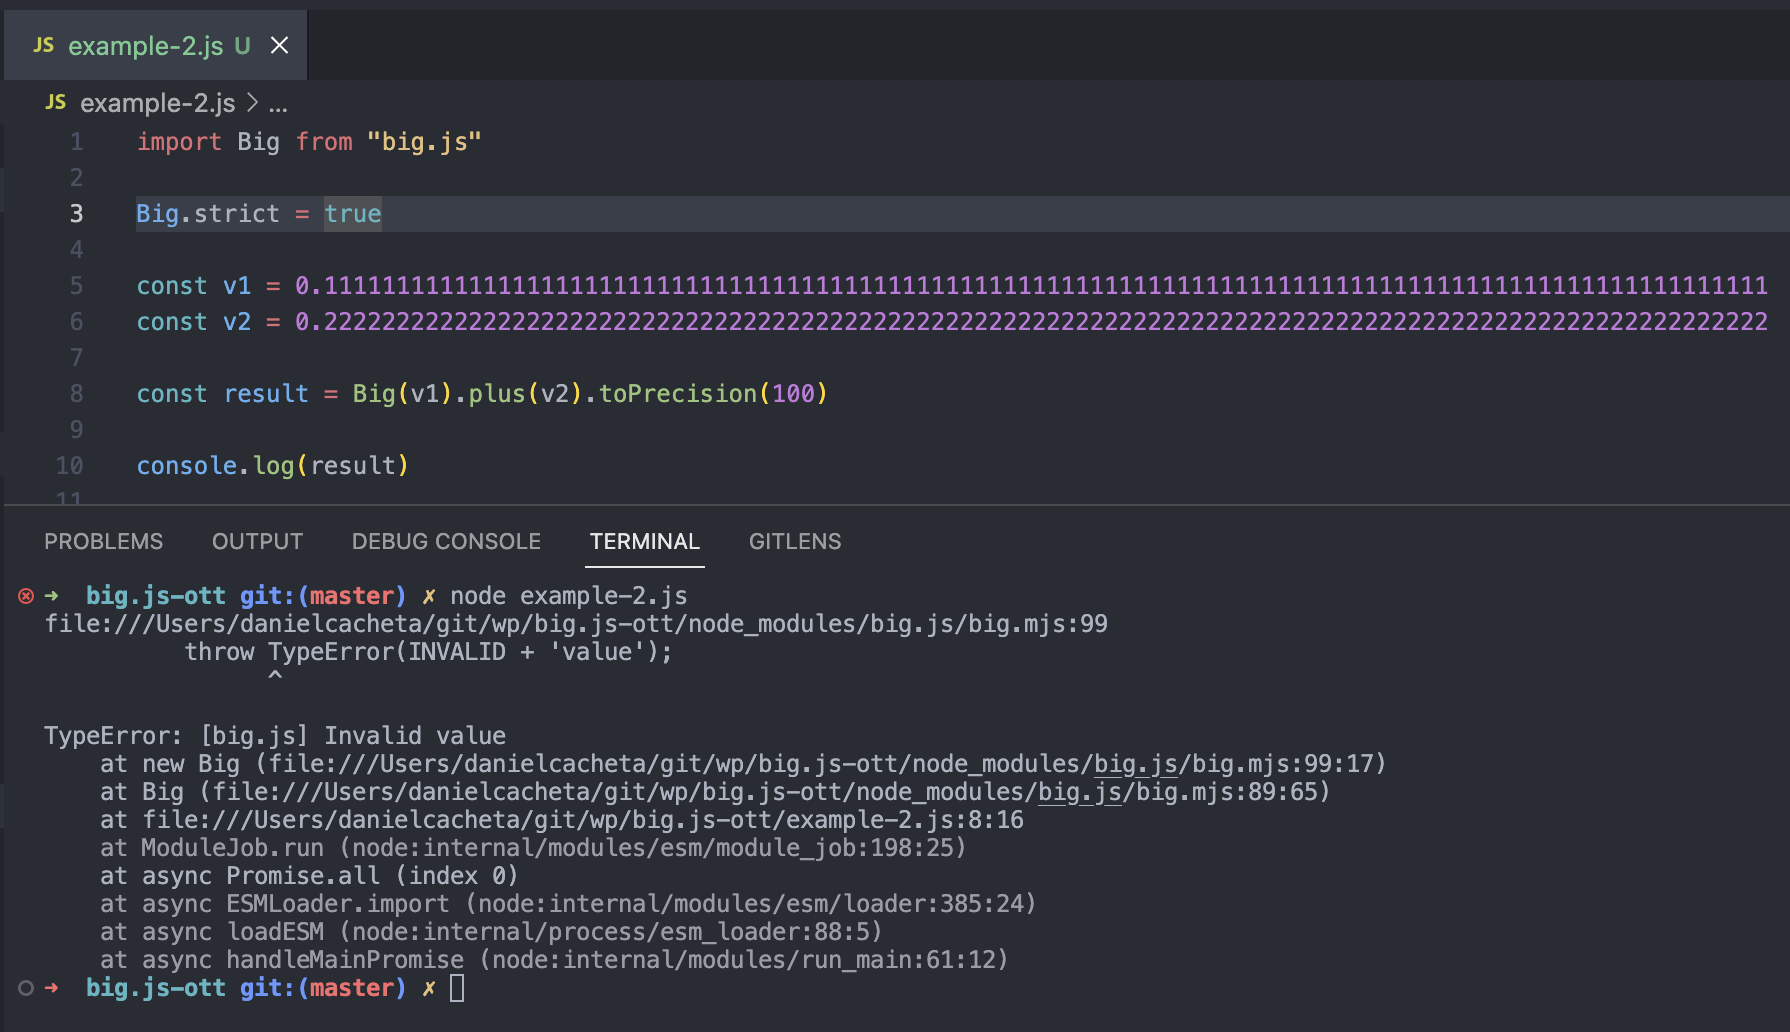 JS example-2.js U ×
JS example-2.js > ...
1 import Big from "big.js"
2
3 Big.strict = true
4
5 const v1 = 0.1111111111111111111111111111111111111111111111111111111111111111111111111111111111111111111111111111
6 const v2 = 0.2222222222222222222222222222222222222222222222222222222222222222222222222222222222222222222222222222
7
8 const result = Big(v1).plus(v2).toPrecision(100)
9
10 console.log(result)
11
PROBLEMS OUTPUT DEBUG CONSOLE TERMINAL GITLENS
➜ big.js-ott git:(master) ✗ node example-2.js
file:///Users/danielcacheta/git/wp/big.js-ott/node_modules/big.js/big.mjs:99
throw TypeError(INVALID + 'value');
^
TypeError: [big.js] Invalid value
at new Big (file:///Users/danielcacheta/git/wp/big.js-ott/node_modules/big.js/big.mjs:99:17)
at Big (file:///Users/danielcacheta/git/wp/big.js-ott/node_modules/big.js/big.mjs:89:65)
at file:///Users/danielcacheta/git/wp/big.js-ott/example-2.js:8:16
at ModuleJob.run (node:internal/modules/esm/module_job:198:25)
at async Promise.all (index 0)
at async ESMLoader.import (node:internal/modules/esm/loader:385:24)
at async loadESM (node:internal/process/esm_loader:88:5)
at async handleMainPromise (node:internal/modules/run_main:61:12)
➜ big.js-ott git:(master) ✗